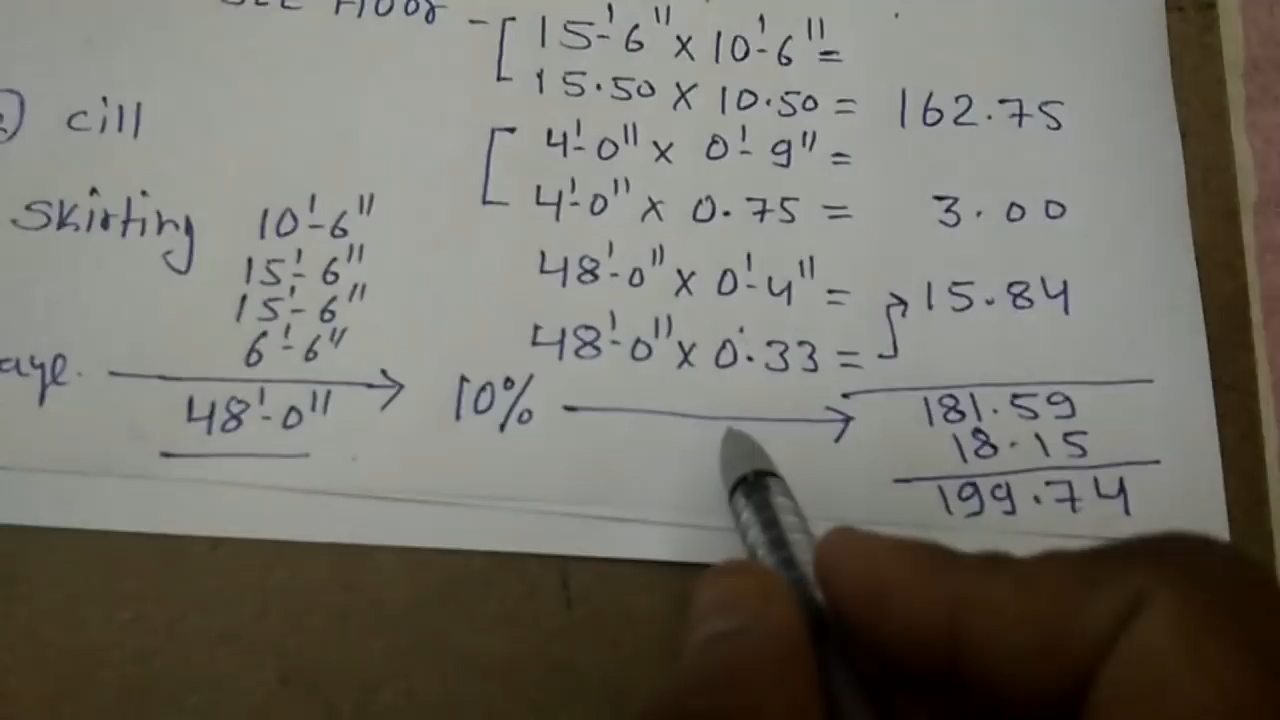 [ 15'-6" x 10'-6" =
15.50 x 10.50 = 162.75
cill
[ 4'-0" x 0'-9" =
4'-0" x 0.75 = 3.00
Skirting 10'-6"
15'-6"
15'-6"
6'-6"
48'-0"
48'-0" x 0'-4" =
48'-0" x 0.33 = 15.84
10% 181.59
18.15
199.74